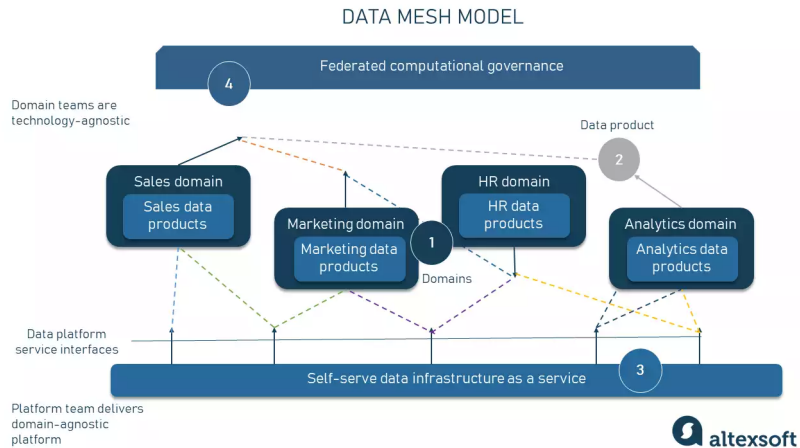 DATA MESH MODEL
Federated computational governance
4
Domain teams are
technology-agnostic
Data product
2
Sales domain
Sales data
products
HR domain
HR data
products
Marketing domain
Marketing data
products
1
Domains
Analytics domain
Analytics data
products
Data platform
service interfaces
Self-serve data infrastructure as a service
3
Platform team delivers
domain-agnostic
platform
altexsoft